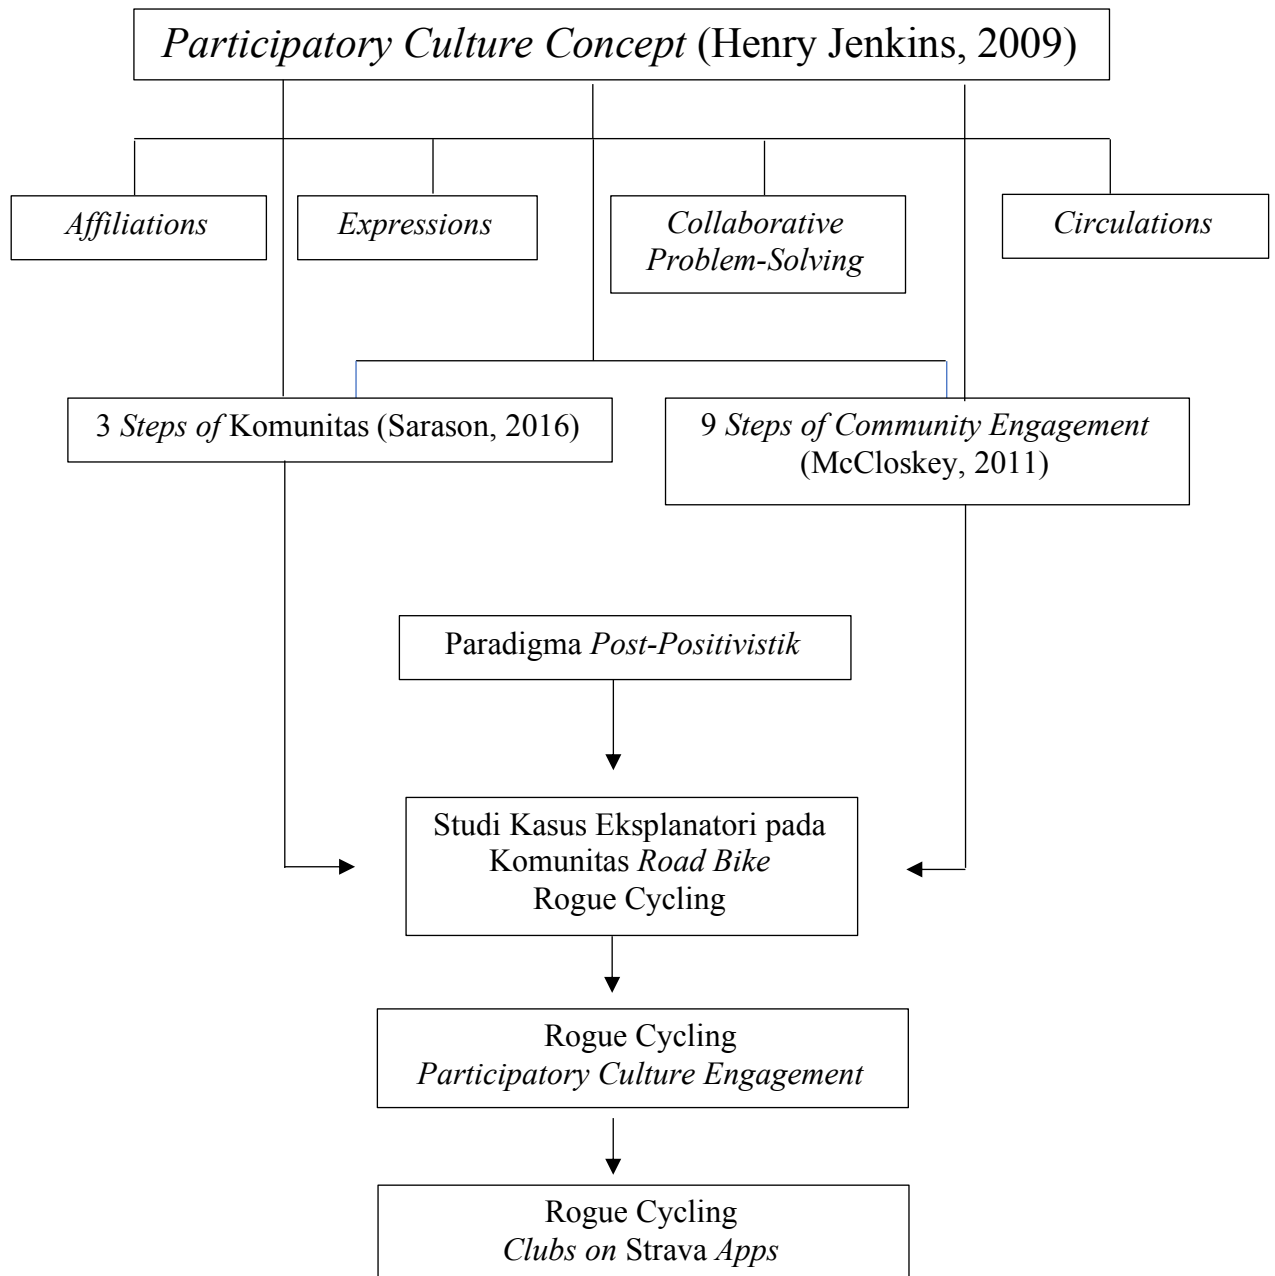 Participatory Culture Concept (Henry Jenkins, 2009)
Affiliations
Expressions
Collaborative
Problem-Solving
Circulations
3 Steps of Komunitas (Sarason, 2016)
9 Steps of Community Engagement
(McCloskey, 2011)
Paradigma Post-Positivistik
Studi Kasus Eksplanatori pada
Komunitas Road Bike
Rogue Cycling
Rogue Cycling
Participatory Culture Engagement
Rogue Cycling
Clubs on Strava Apps